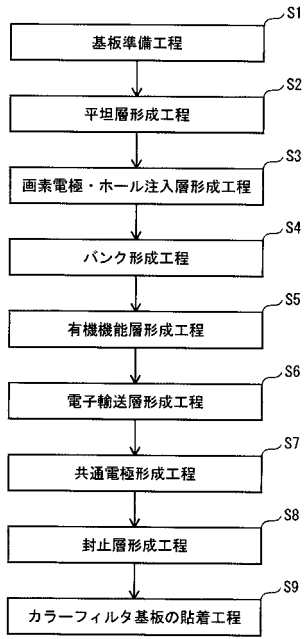 S1
基板準備工程
S2
平坦層形成工程
S3
画素電極・ホール注入層形成工程
S4
バンク形成工程
S5
有機機能層形成工程
S6
電子輸送層形成工程
S7
共通電極形成工程
S8
封止層形成工程
S9
カラーフィルタ基板の貼着工程